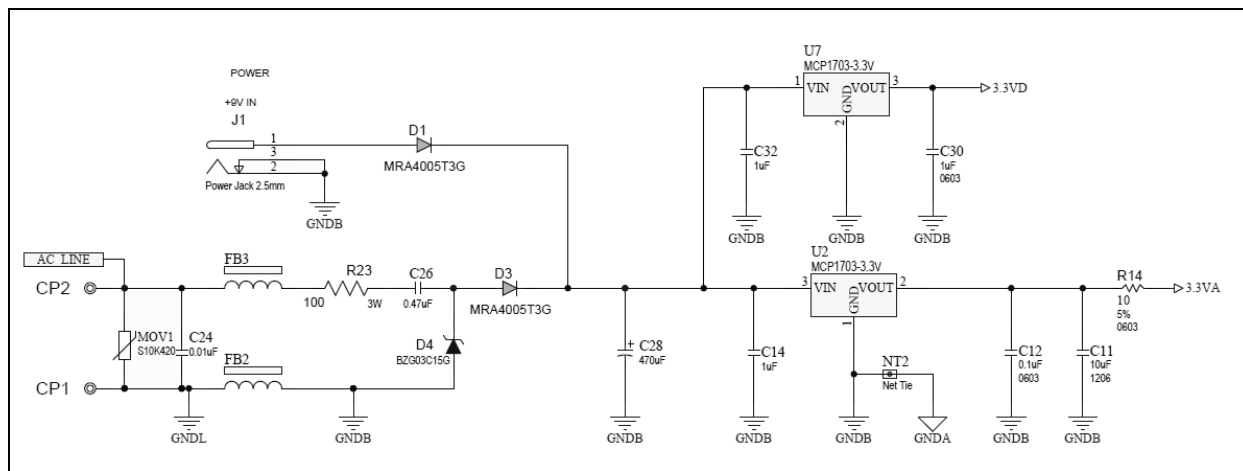 POWER
+9V IN
J1
1
3
2
Power Jack 2.5mm
GNDB
D1
MRA4005T3G
U7
MCP1703-3.3V
1
VIN
VOUT
3
GND
2
3.3VD
C32
1uF
C30
1uF
0603
GNDB
GNDB
GNDB
AC LINE
CP2
FB3
R23
100
3W
C26
0.47uF
D3
MRA4005T3G
MOV1
S10K420
C24
0.01uF
D4
BZG03C15G
CP1
FB2
GNDL
GNDB
C28
470uF
GNDB
C14
1uF
GNDB
U2
MCP1703-3.3V
3
VIN
VOUT
2
GND
1
NT2
Net Tie
GNDB
GNDA
C12
0.1uF
0603
GNDB
C11
10uF
1206
GNDB
R14
10
5%
0603
3.3VA